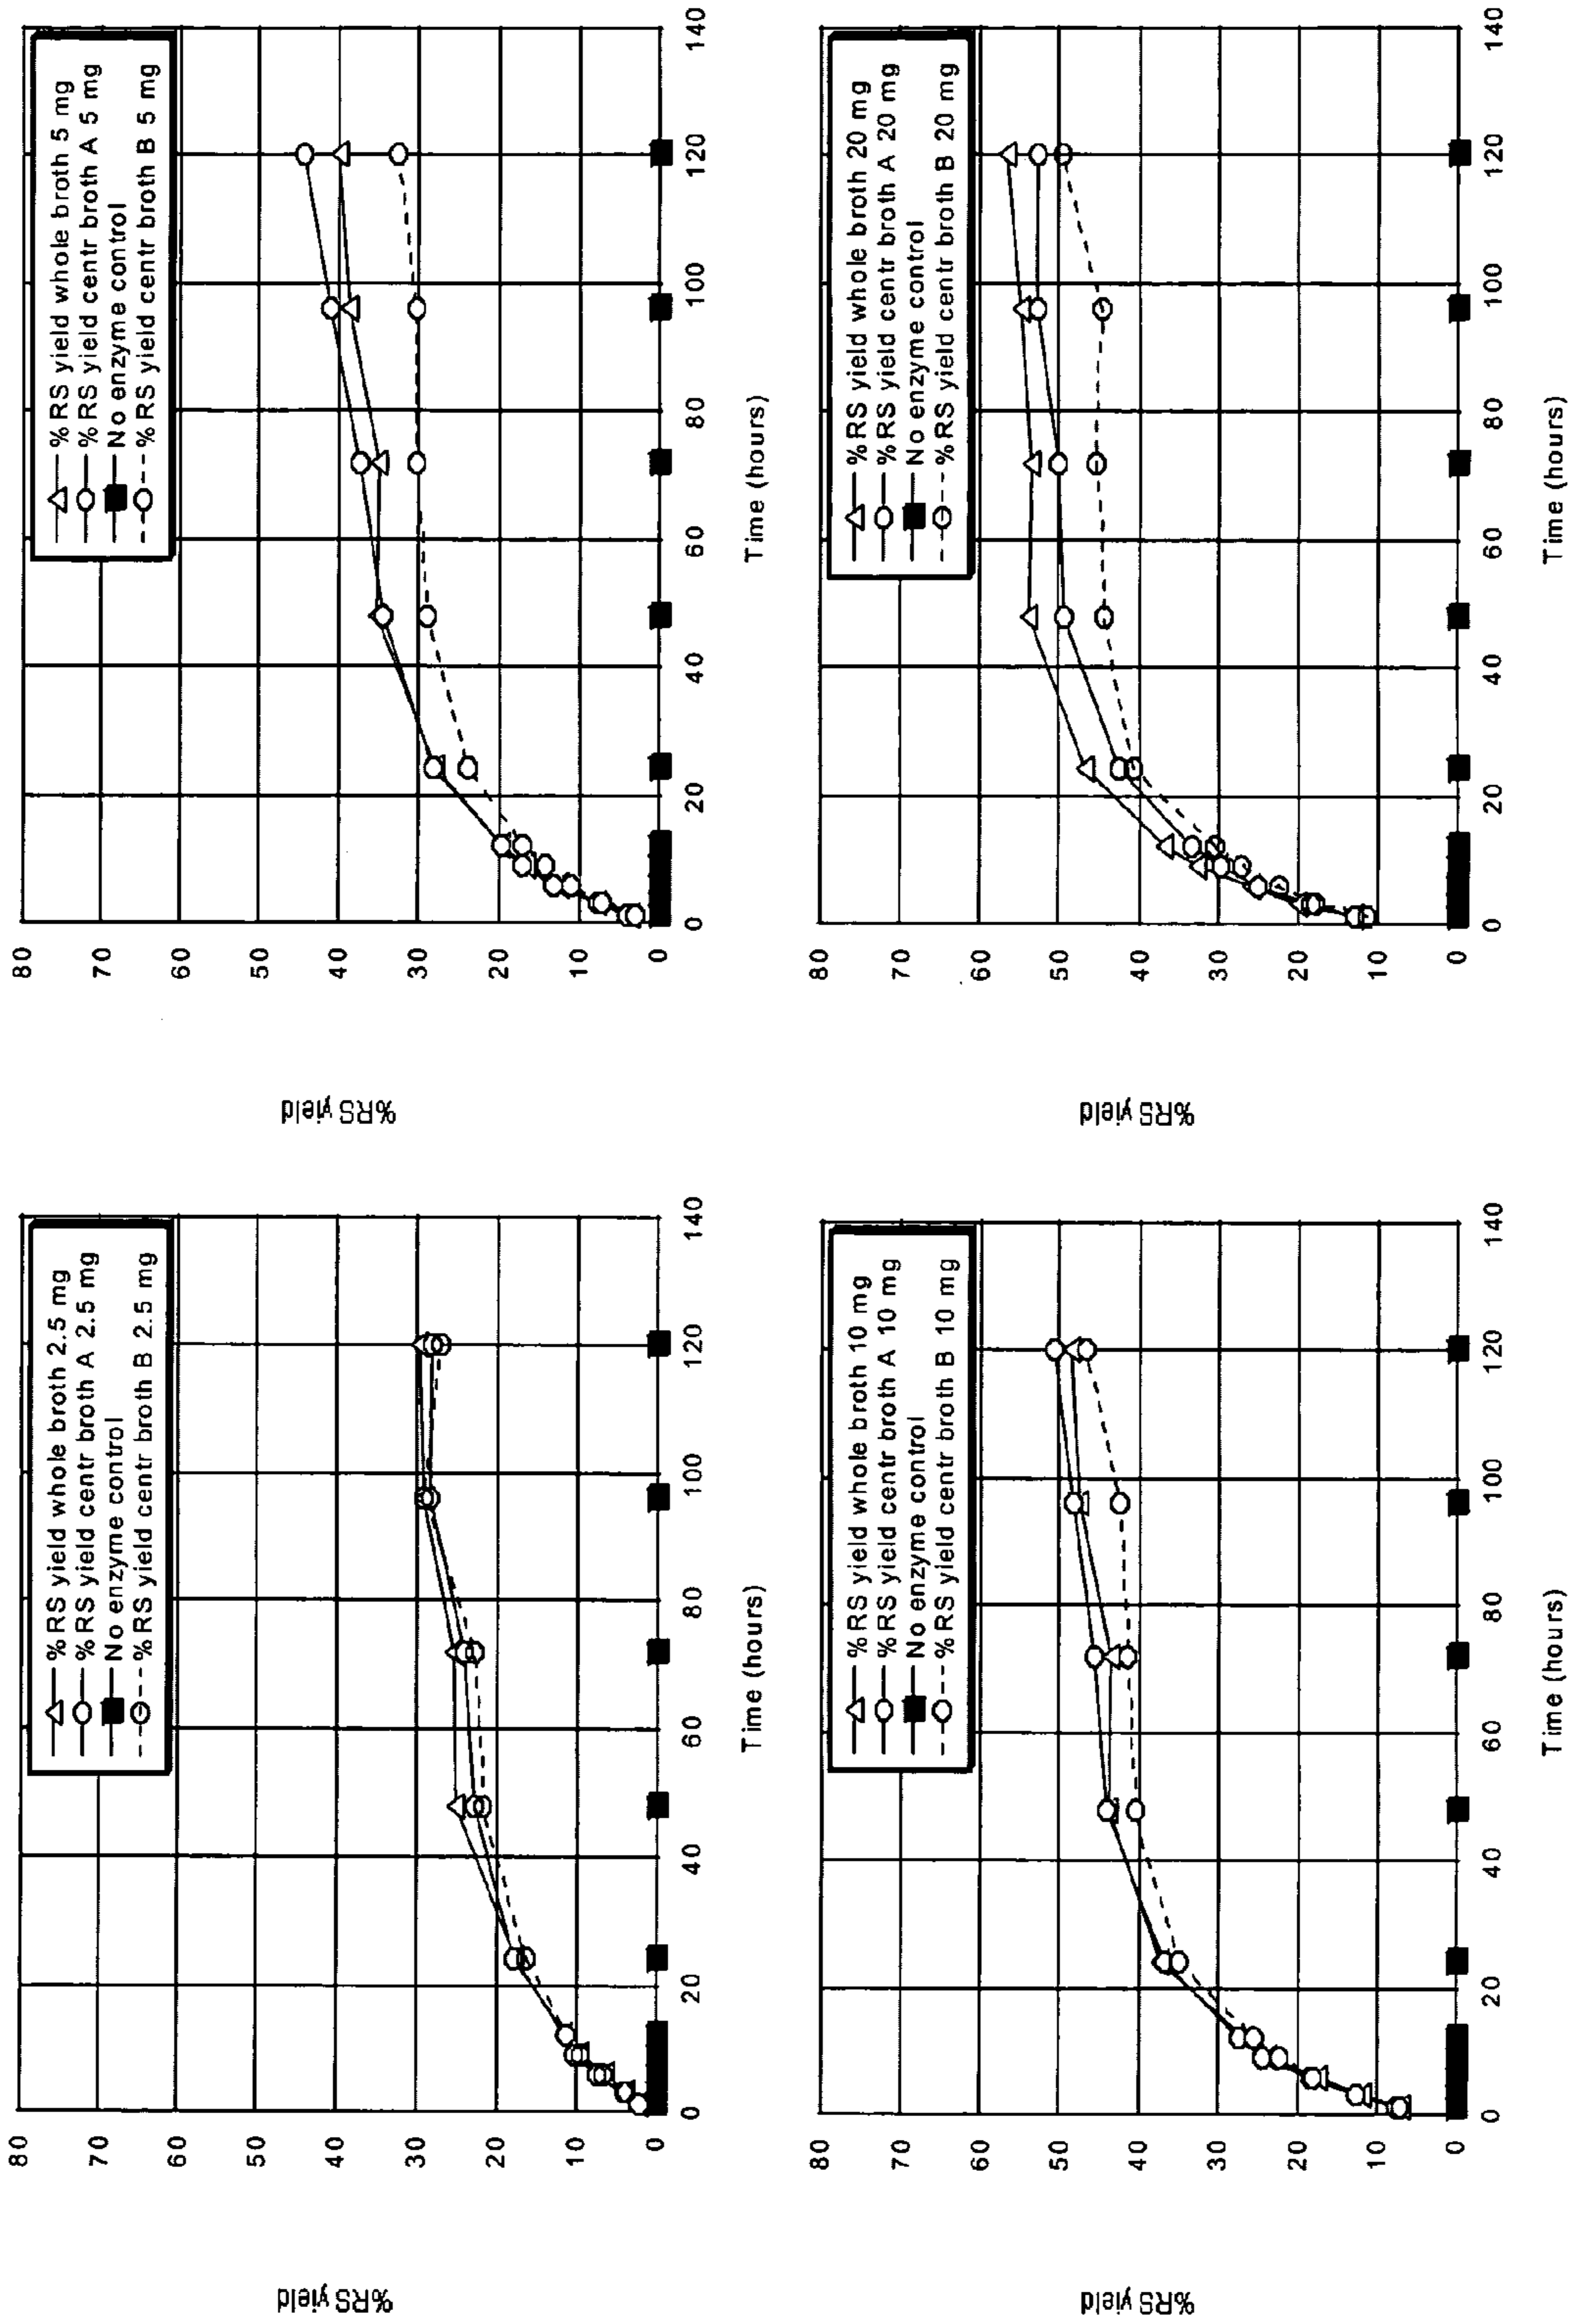 %RS yield
80
70
60
50
40
30
20
10
0
%RS yield whole broth 2.5 mg
%RS yield centr broth A 2.5 mg
No enzyme control
%RS yield centr broth B 2.5 mg
0 20 40 60 80 100 120 140
Time (hours)
%RS yield
80
70
60
50
40
30
20
10
0
%RS yield whole broth 5 mg
%RS yield centr broth A 5 mg
No enzyme control
%RS yield centr broth B 5 mg
0 20 40 60 80 100 120 140
Time (hours)
%RS yield
80
70
60
50
40
30
20
10
0
%RS yield whole broth 10 mg
%RS yield centr broth A 10 mg
No enzyme control
%RS yield centr broth B 10 mg
0 20 40 60 80 100 120 140
Time (hours)
%RS yield
80
70
60
50
40
30
20
10
0
%RS yield whole broth 20 mg
%RS yield centr broth A 20 mg
No enzyme control
%RS yield centr broth B 20 mg
0 20 40 60 80 100 120 140
Time (hours)